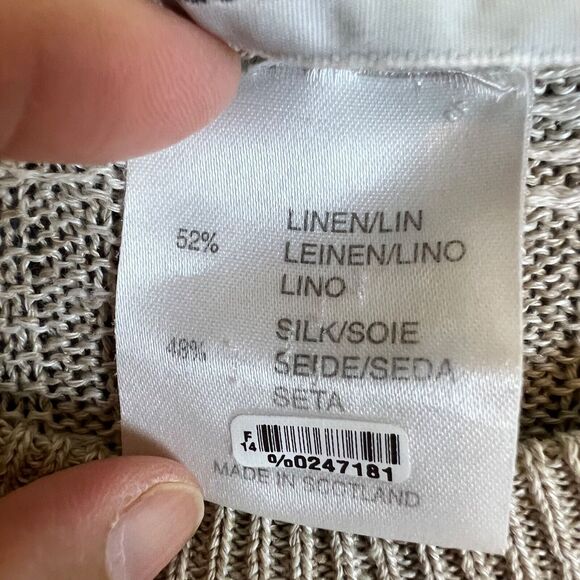 52% LINEN/LIN
LEINEN/LINO
LINO
48% SILK/SOIE
SEIDE/SEDA
SETA
F
14
%0247181
MADE IN SCOTLAND